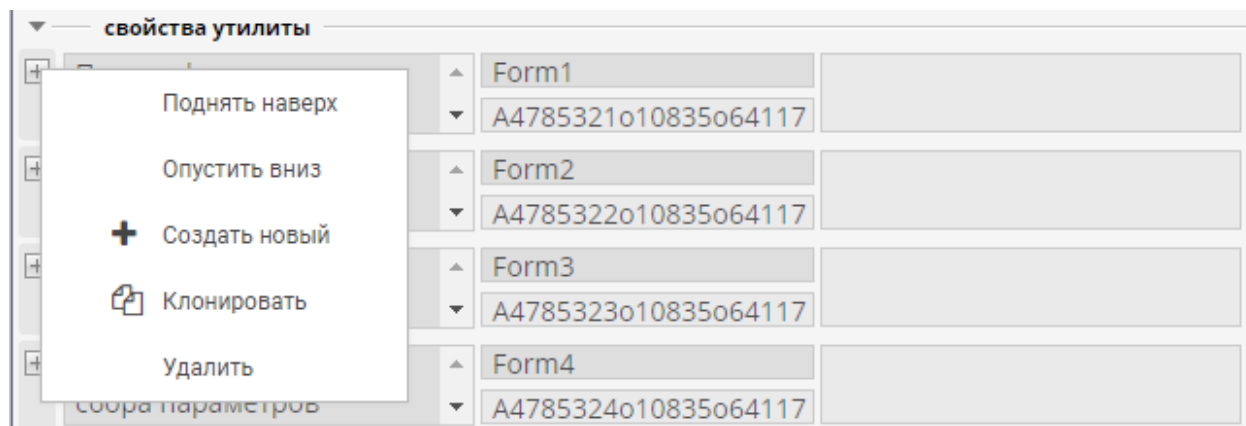 свойства утилиты
Form1
Поднять наверх
A4785321o10835o64117
Опустить вниз
Form2
A4785322o10835o64117
Создать новый
Form3
Клонировать
A4785323o10835o64117
Удалить
Form4
сбора параметров
A4785324o10835o64117